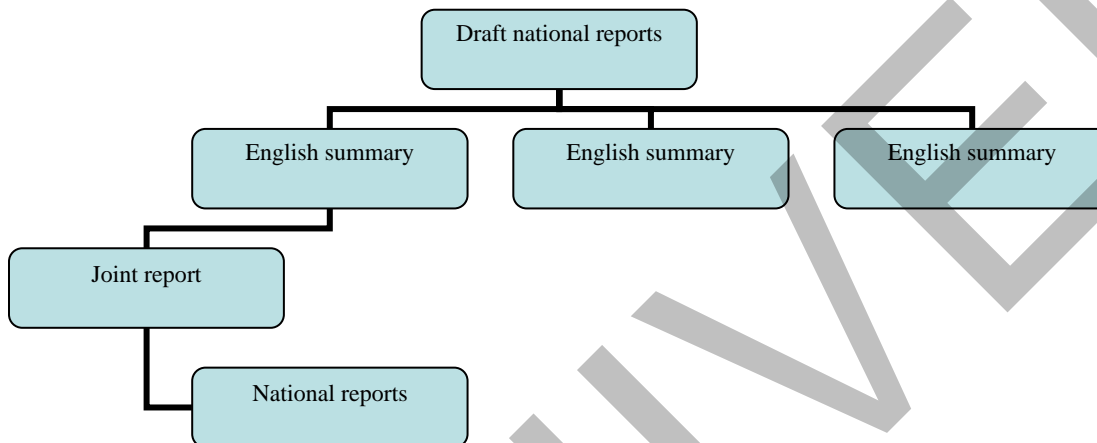 Draft national reports
English summary
English summary
English summary
Joint report
National reports